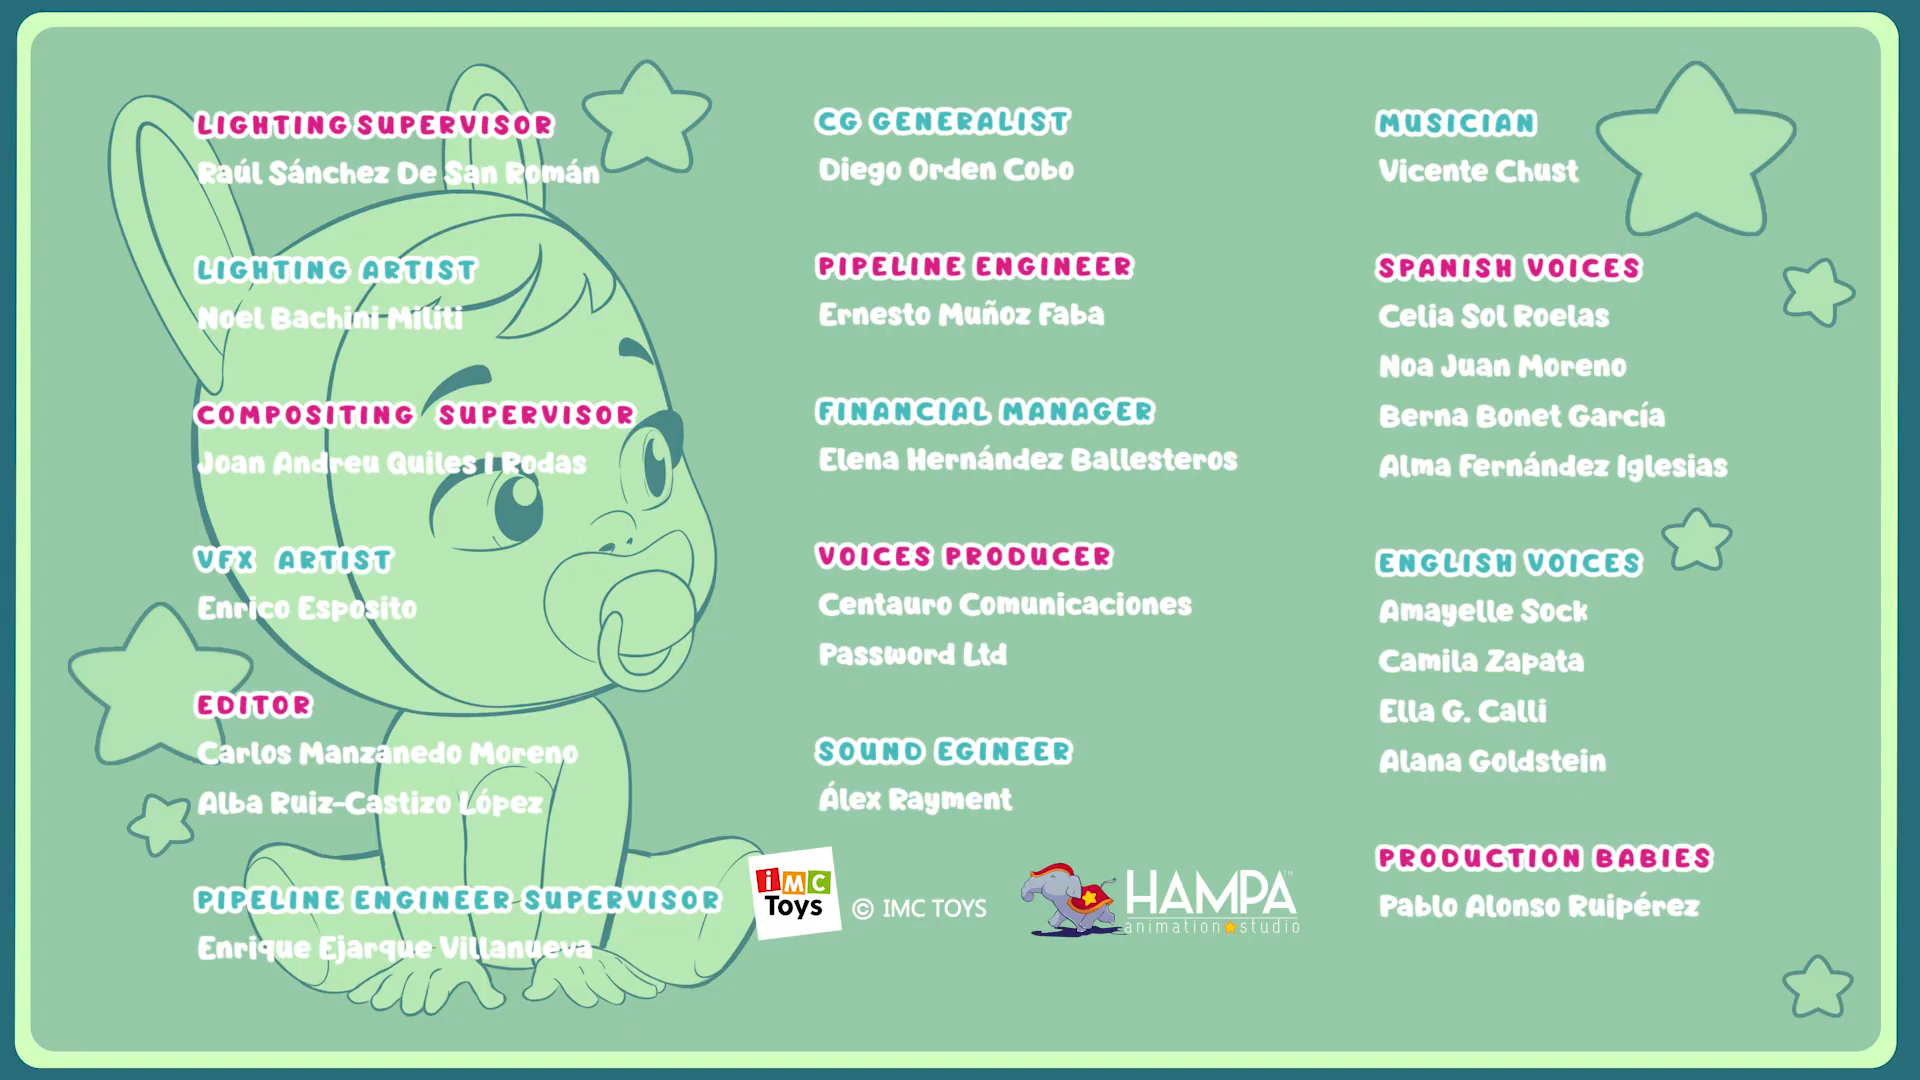 LIGHTING SUPERVISOR
Raúl Sánchez De San Román
LIGHTING ARTIST
Noel Bachini Militi
COMPOSITING SUPERVISOR
Joan Andreu Quiles I Rodas
VFX ARTIST
Enrico Esposito
EDITOR
Carlos Manzanedo Moreno
Alba Ruiz-Castizo López
PIPELINE ENGINEER SUPERVISOR
Enrique Ejarque Villanueva
CG GENERALIST
Diego Orden Cobo
PIPELINE ENGINEER
Ernesto Muñoz Faba
FINANCIAL MANAGER
Elena Hernández Ballesteros
VOICES PRODUCER
Centauro Comunicaciones
Password Ltd
SOUND EGINEER
Álex Rayment
iMC
Toys
© IMC TOYS
HAMPA™
animation studio
MUSICIAN
Vicente Chust
SPANISH VOICES
Celia Sol Roelas
Noa Juan Moreno
Berna Bonet García
Alma Fernández Iglesias
ENGLISH VOICES
Amayelle Sock
Camila Zapata
Ella G. Calli
Alana Goldstein
PRODUCTION BABIES
Pablo Alonso Ruipérez